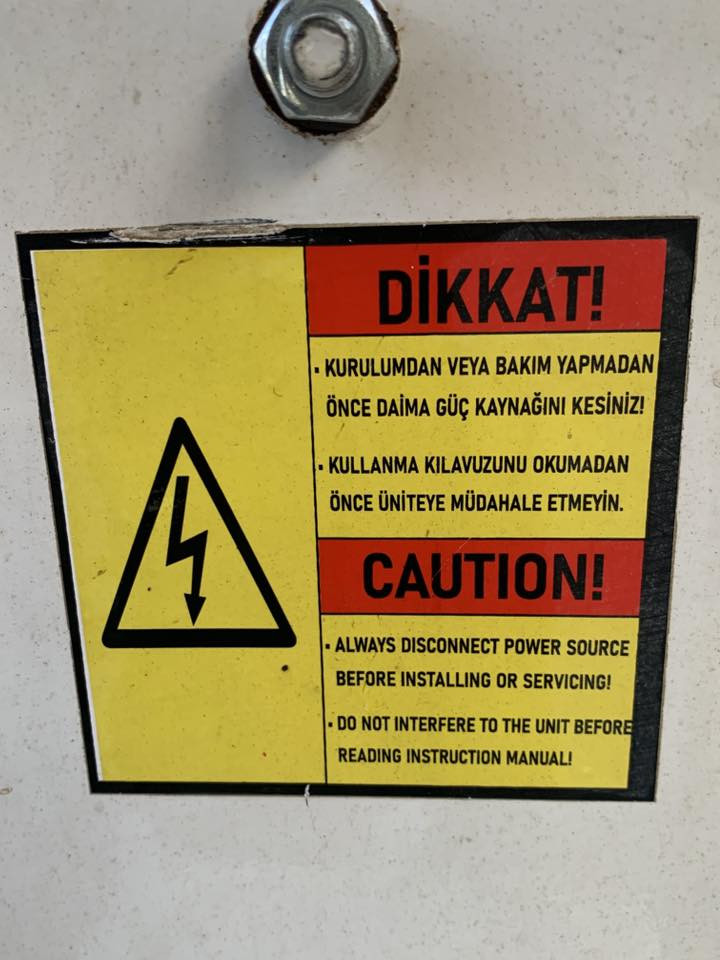 DİKKAT!
▪ KURULUMDAN VEYA BAKIM YAPMADAN
ÖNCE DAİMA GÜÇ KAYNAĞINI KESİNİZ!
▪ KULLANMA KILAVUZUNU OKUMADAN
ÖNCE ÜNİTEYE MÜDAHALE ETMEYİN.
CAUTION!
▪ ALWAYS DISCONNECT POWER SOURCE
BEFORE INSTALLING OR SERVICING!
▪ DO NOT INTERFERE TO THE UNIT BEFORE
READING INSTRUCTION MANUAL!